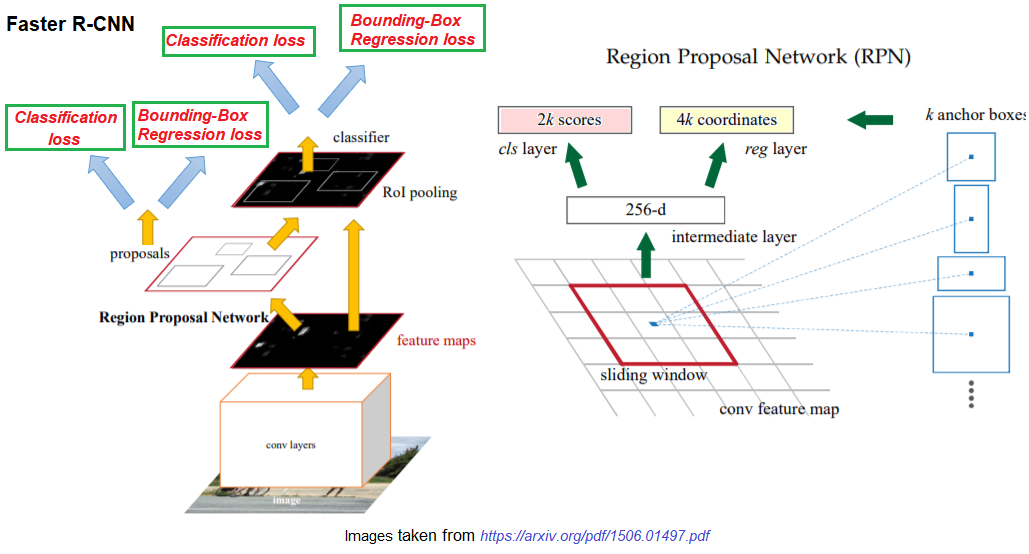 Faster R-CNN
Classification loss
Bounding-Box
Regression loss
Classification
loss
Bounding-Box
Regression loss
classifier
RoI pooling
proposals
Region Proposal Network
feature maps
conv layers
image
Region Proposal Network (RPN)
2k scores
4k coordinates
k anchor boxes
cls layer
reg layer
256-d
intermediate layer
sliding window
conv feature map
Images taken from https://arxiv.org/pdf/1506.01497.pdf